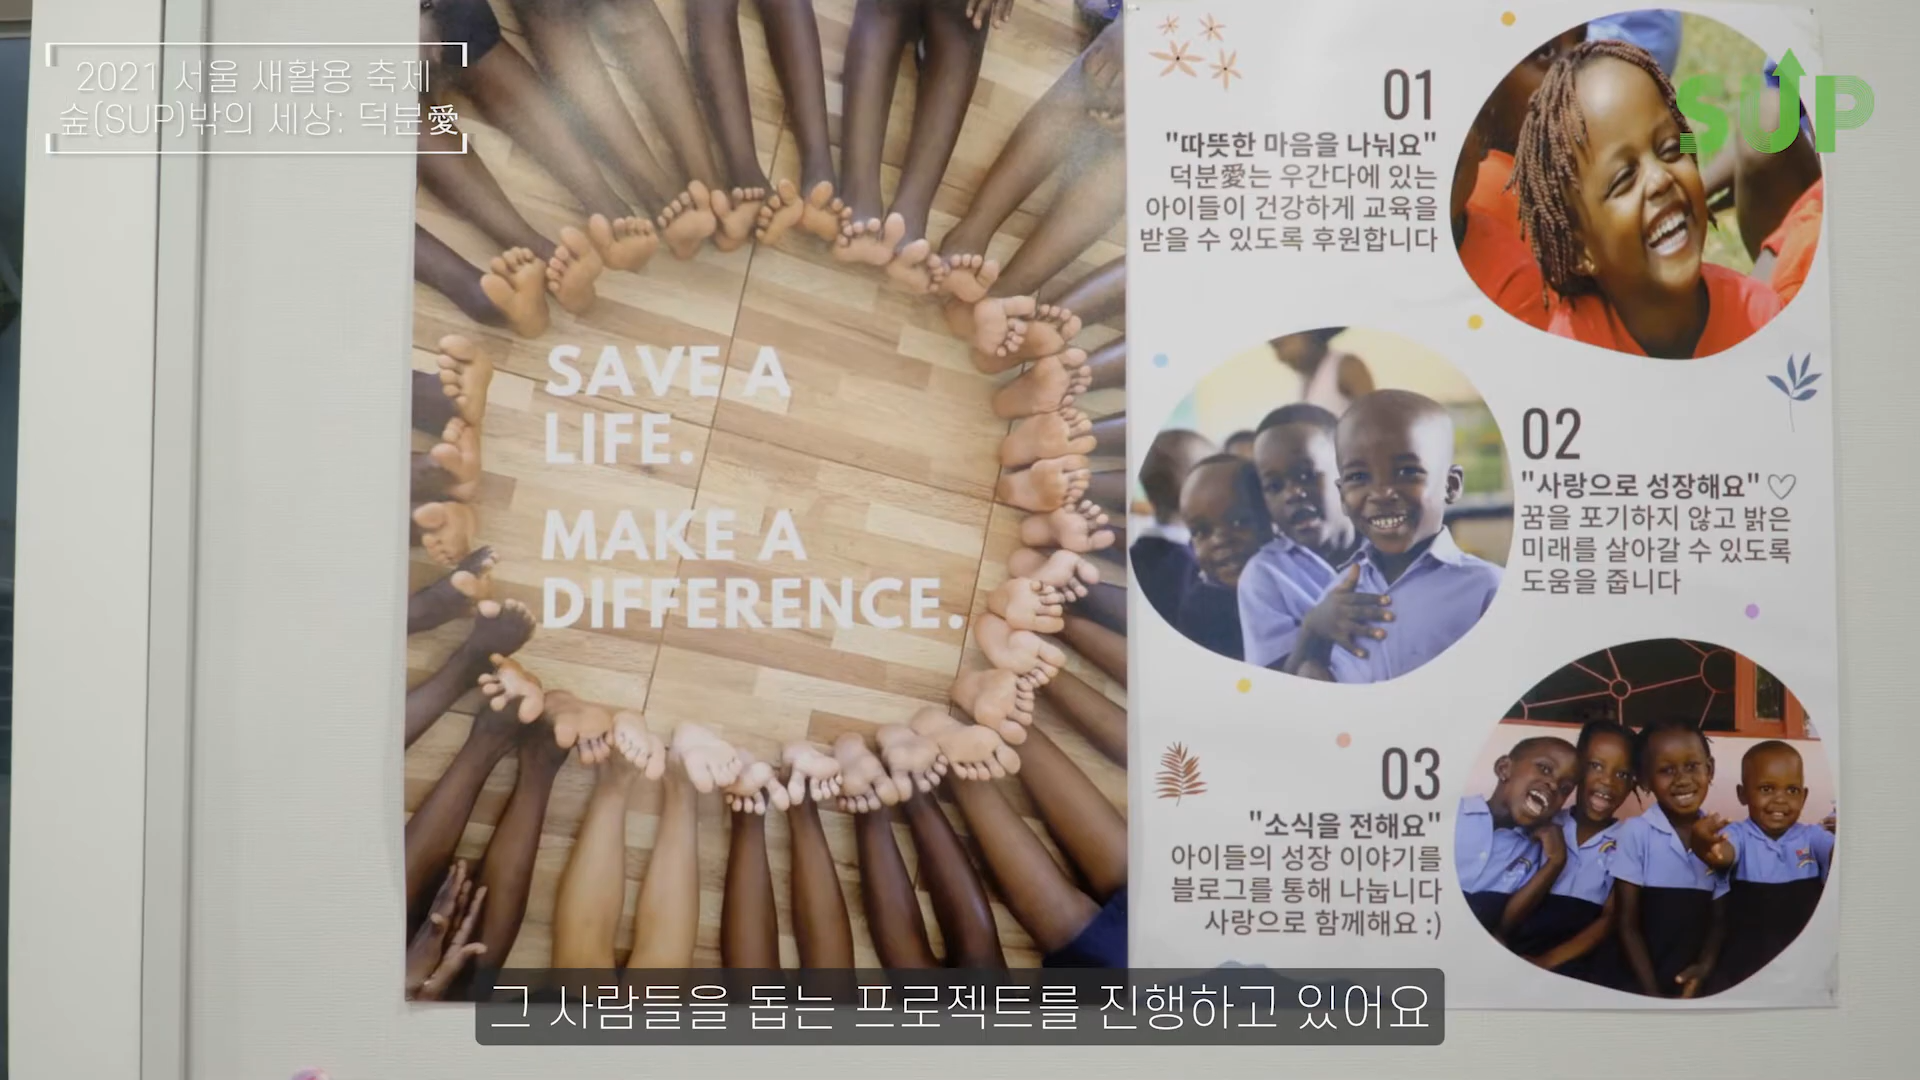 2021 서울 새활용 축제
숲(SUP)밖의 세상: 덕분愛
SUP
SAVE A
LIFE.
MAKE A
DIFFERENCE.
01
"따뜻한 마음을 나눠요"
덕분愛는 우간다에 있는
아이들이 건강하게 교육을
받을 수 있도록 후원합니다
02
"사랑으로 성장해요"♡
꿈을 포기하지 않고 밝은
미래를 살아갈 수 있도록
도움을 줍니다
03
"소식을 전해요"
아이들의 성장 이야기를
블로그를 통해 나눕니다
사랑으로 함께해요 :)
그 사람들을 돕는 프로젝트를 진행하고 있어요